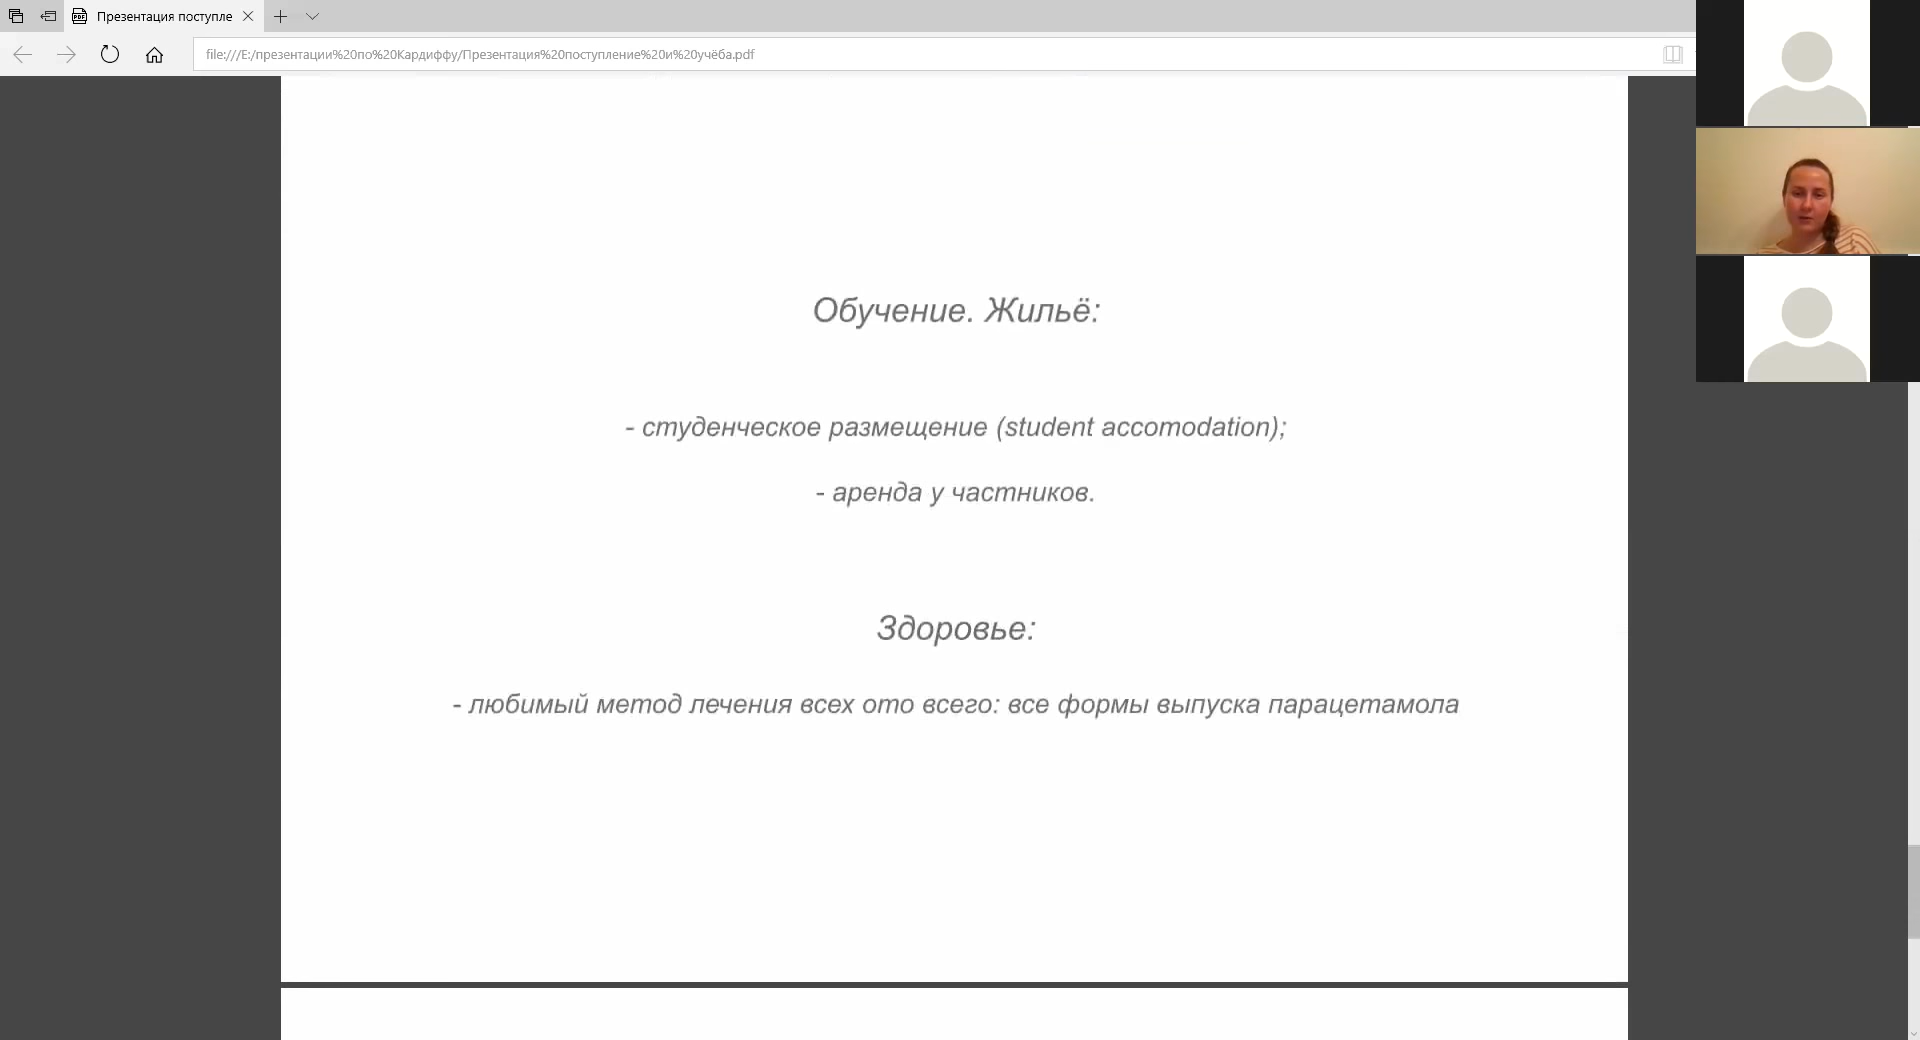 Презентация поступле
file:///E:/презентации%20по%20Кардиффу/Презентация%20поступление%20и%20учёба.pdf
Обучение. Жильё:
- студенческое размещение (student accomodation);
- аренда у частников.
Здоровье:
- любимый метод лечения всех ото всего: все формы выпуска парацетамола